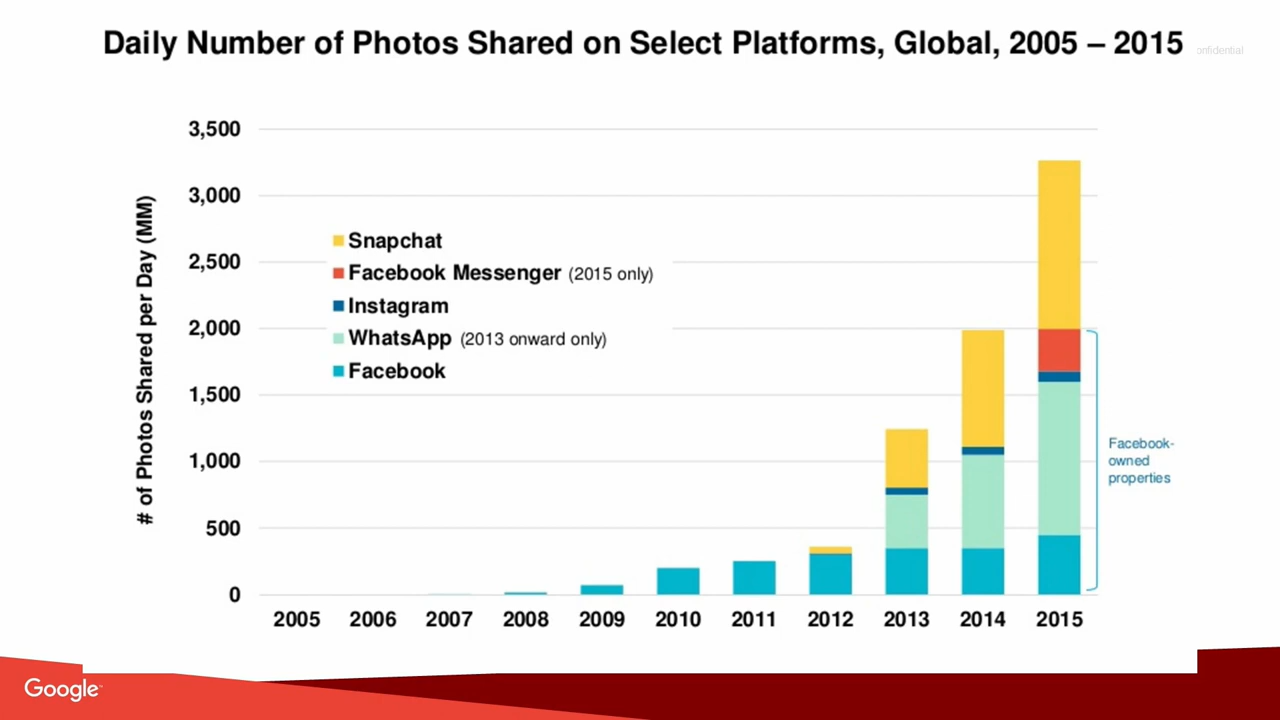 Daily Number of Photos Shared on Select Platforms, Global, 2005 – 2015
onfidential
# of Photos Shared per Day (MM)
3,500
3,000
2,500
2,000
1,500
1,000
500
0
Snapchat
Facebook Messenger (2015 only)
Instagram
WhatsApp (2013 onward only)
Facebook
Facebook-
owned
properties
2005 2006 2007 2008 2009 2010 2011 2012 2013 2014 2015
Google